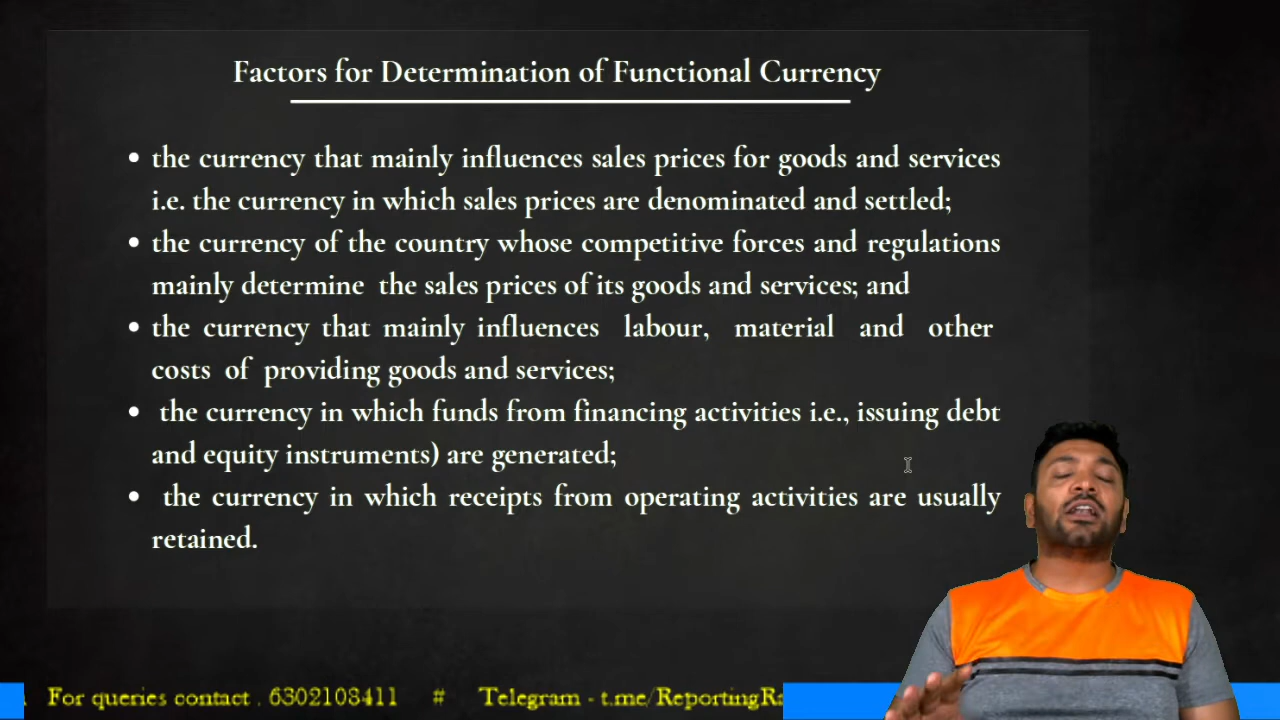 Factors for Determination of Functional Currency
• the currency that mainly influences sales prices for goods and services
i.e. the currency in which sales prices are denominated and settled;
• the currency of the country whose competitive forces and regulations
mainly determine the sales prices of its goods and services; and
• the currency that mainly influences labour, material and other
costs of providing goods and services;
• the currency in which funds from financing activities i.e., issuing debt
and equity instruments) are generated;
• the currency in which receipts from operating activities are usually
retained.
For queries contact . 6302108411 # Telegram - t.me/ReportingRa